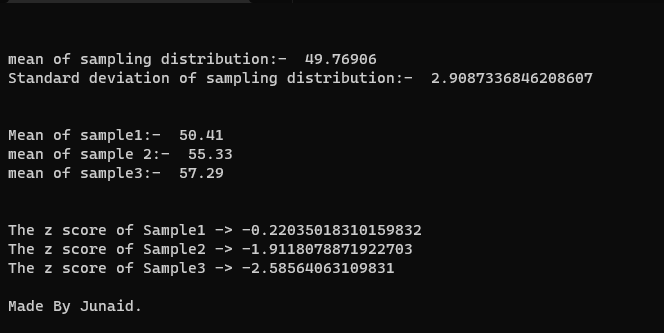 mean of sampling distribution:-  49.76906
Standard deviation of sampling distribution:-  2.9087336846208607
Mean of sample1:-  50.41
mean of sample 2:-  55.33
mean of sample3:-  57.29
The z score of Sample1 -> -0.22035018310159832
The z score of Sample2 -> -1.9118078871922703
The z score of Sample3 -> -2.58564063109831
Made By Junaid.